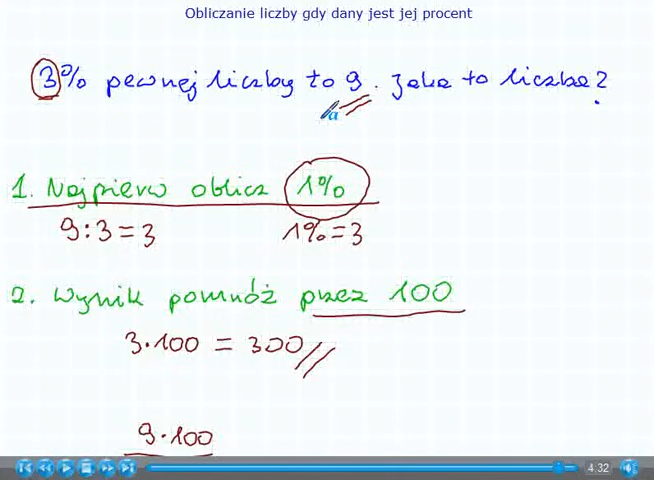 Obliczanie liczby gdy dany jest jej procent
3% pewnej liczby to 9. Jaka to liczba?
1. Najpierw oblicz 1%
9:3=3 1%=3
2. Wynik pomnóż przez 100
3·100 = 300
9·100
4.32